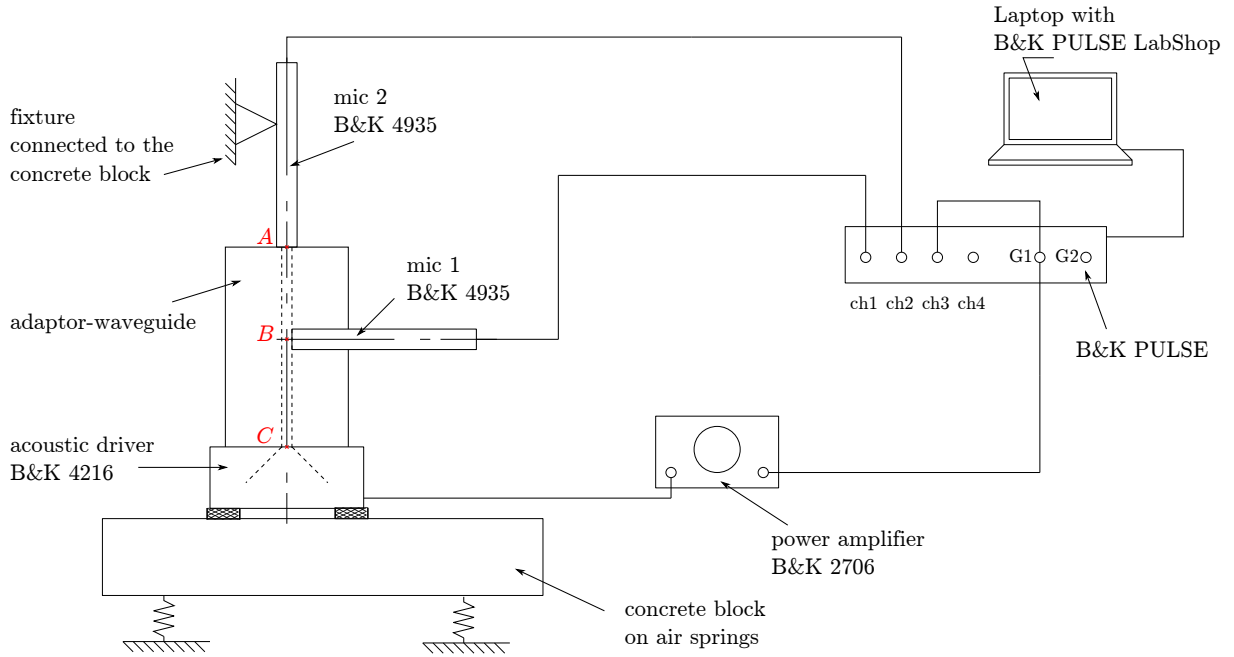 Laptop with
B&K PULSE LabShop
mic 2
B&K 4935
fixture
connected to the
concrete block
A
mic 1
B&K 4935
G1
G2
ch1
ch2
ch3
ch4
adaptor-waveguide
B
B&K PULSE
C
acoustic driver
B&K 4216
power amplifier
B&K 2706
concrete block
on air springs